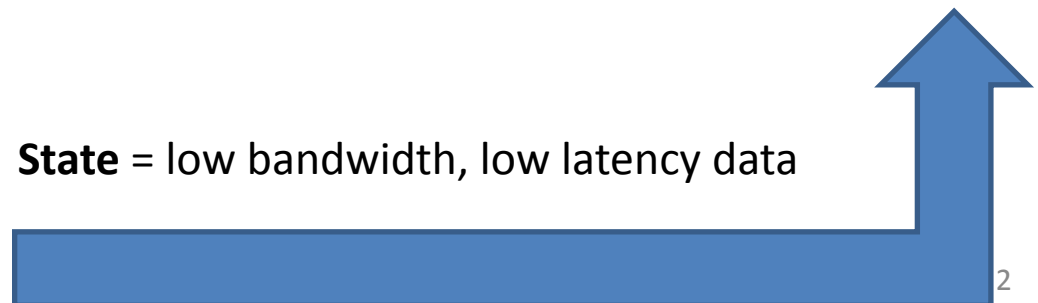 State = low bandwidth, low latency data
2